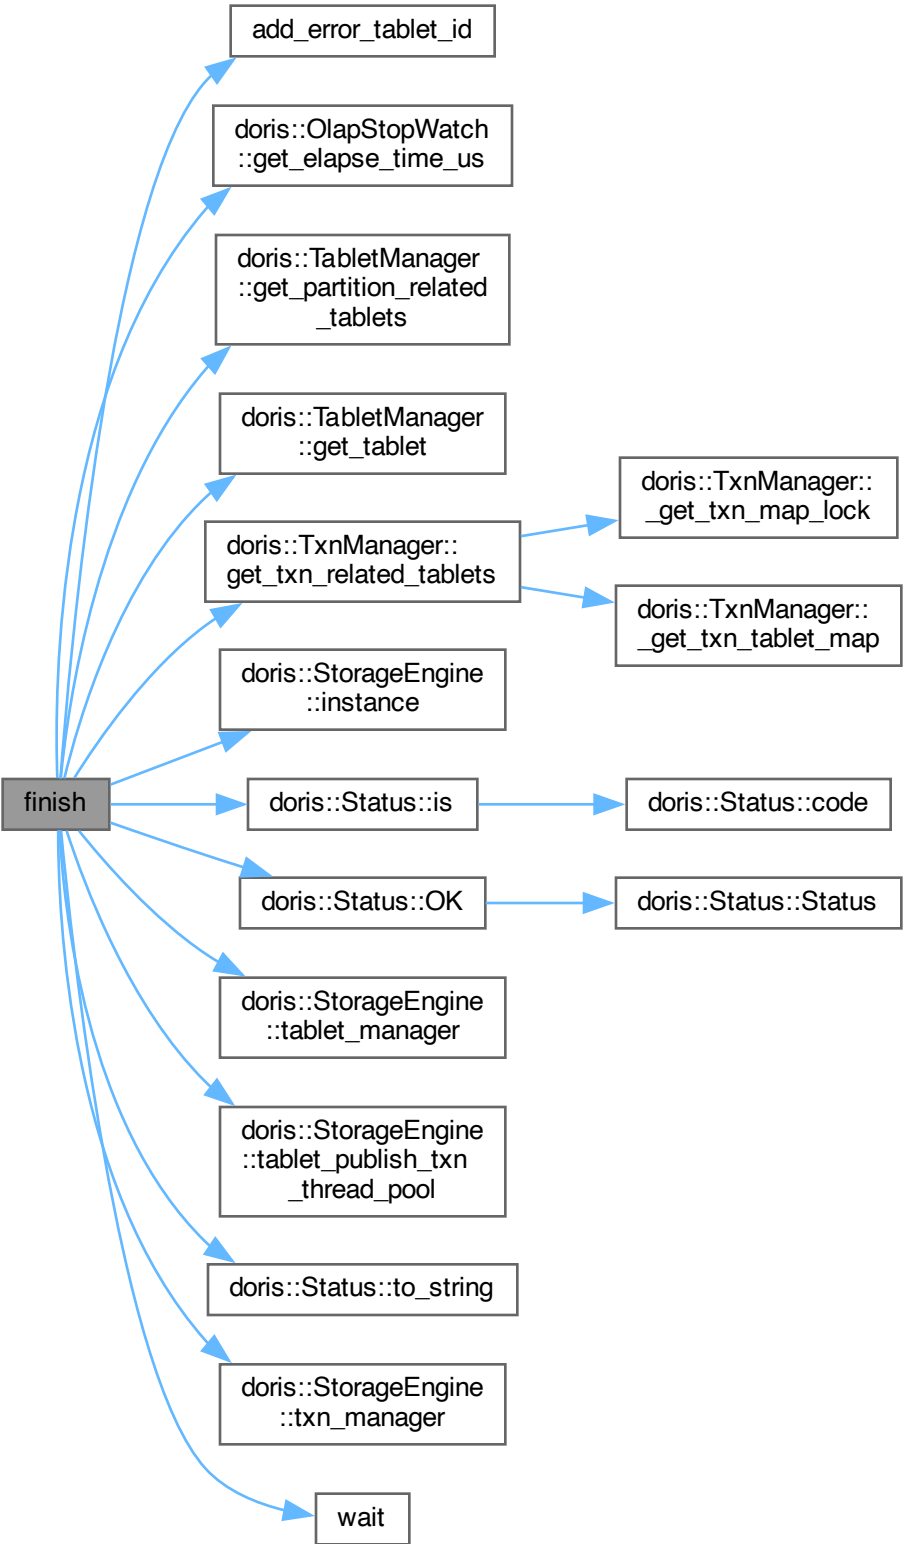 add_error_tablet_id
doris::OlapStopWatch
::get_elapse_time_us
doris::TabletManager
::get_partition_related
_tablets
doris::TabletManager
::get_tablet
doris::TxnManager::
get_txn_related_tablets
doris::TxnManager::
_get_txn_map_lock
doris::TxnManager::
_get_txn_tablet_map
doris::StorageEngine
::instance
finish
doris::Status::is
doris::Status::code
doris::Status::OK
doris::Status::Status
doris::StorageEngine
::tablet_manager
doris::StorageEngine
::tablet_publish_txn
_thread_pool
doris::Status::to_string
doris::StorageEngine
::txn_manager
wait